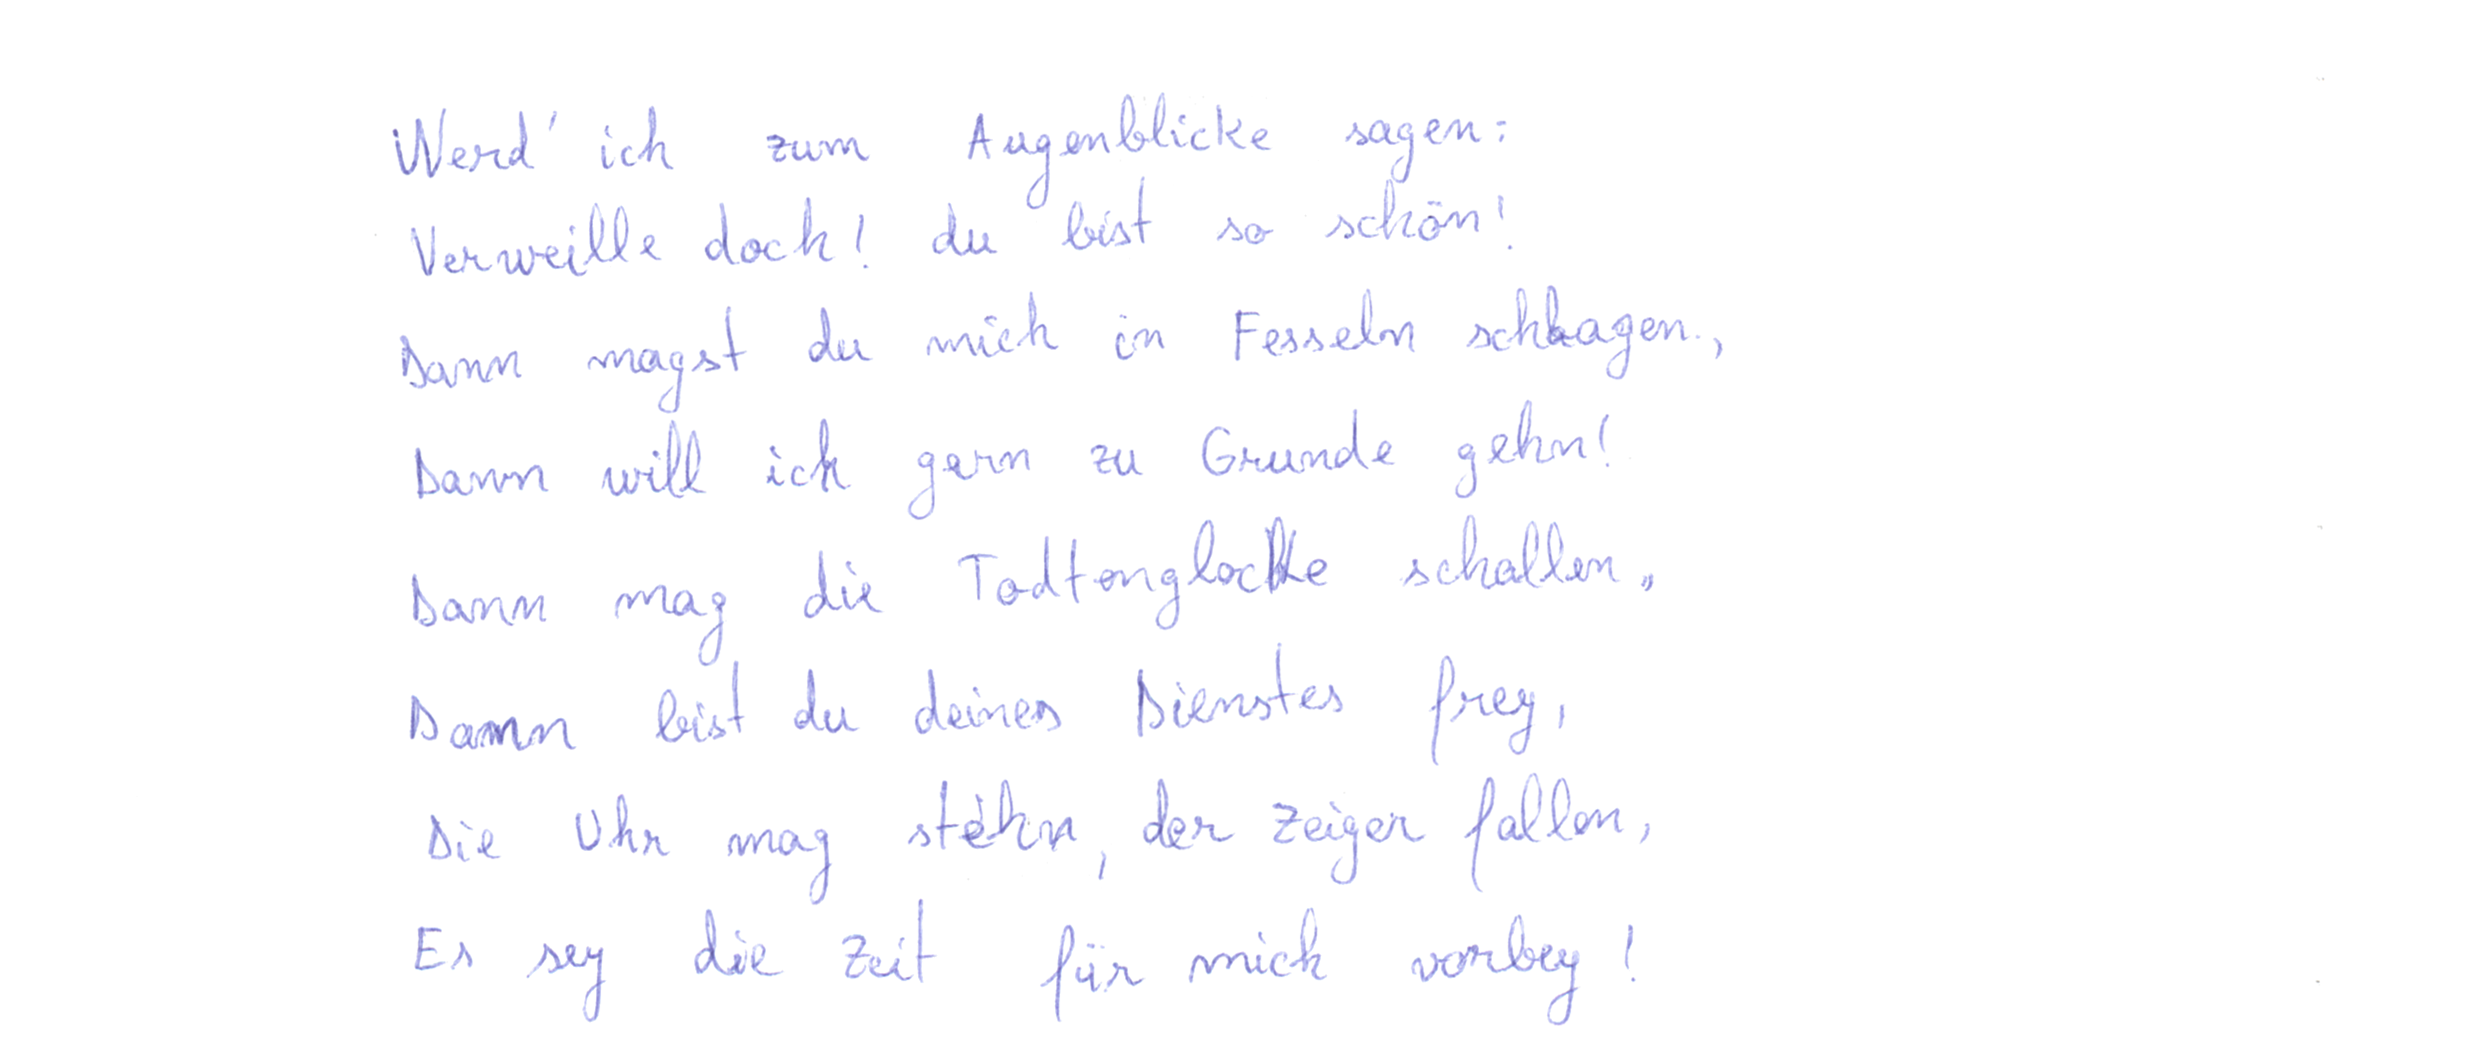 Werd' ich zum Augenblicke sagen:
Verweille doch! du bist so schön!
Dann magst du mich in Fesseln schlagen,
Dann will ich gern zu Grunde gehn!
Dann mag die Todtenglocke schallen,
Dann bist du deines Dienstes frey,
Die Uhr mag stehn, der Zeiger fallen,
Es sey die Zeit für mich vorbey!